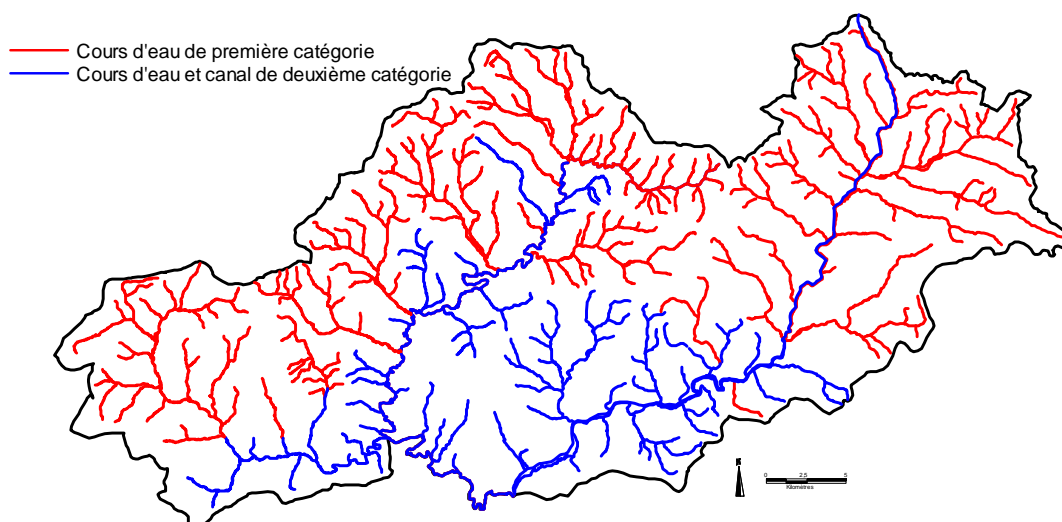 Cours d'eau de première catégorie
Cours d'eau et canal de deuxième catégorie
0 2.5 5
Kilomètres